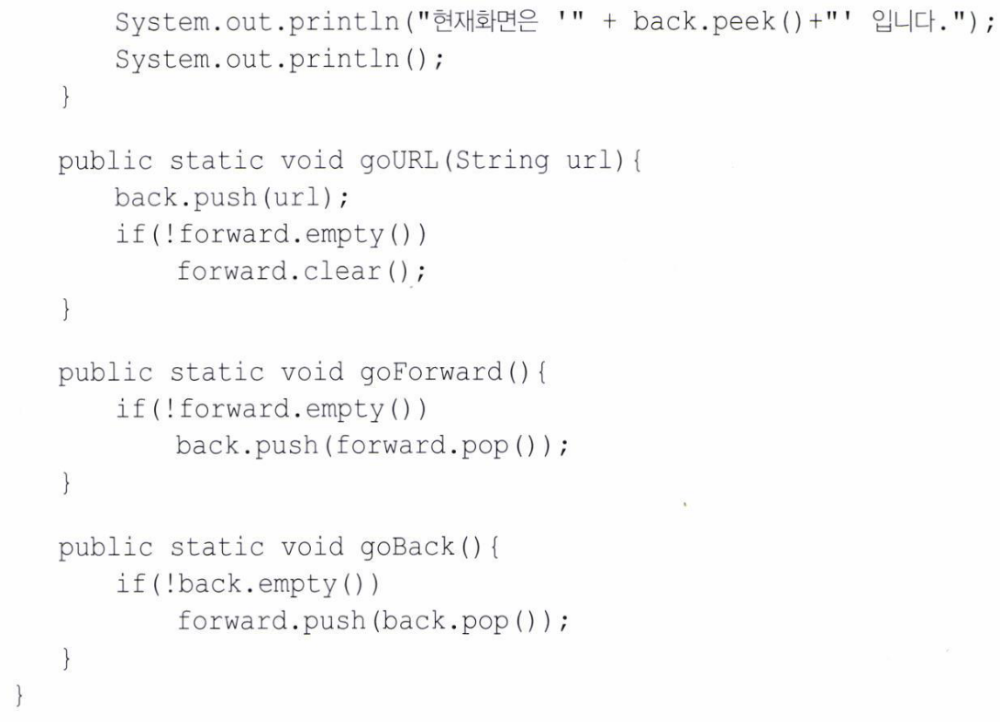 System.out.println("현재화면은 '" + back.peek()+"' 입니다.");
System.out.println();
}
public static void goURL(String url){
back.push(url);
if(!forward.empty())
forward.clear();
}
public static void goForward(){
if(!forward.empty())
back.push(forward.pop());
}
public static void goBack(){
if(!back.empty())
forward.push(back.pop());
}
}